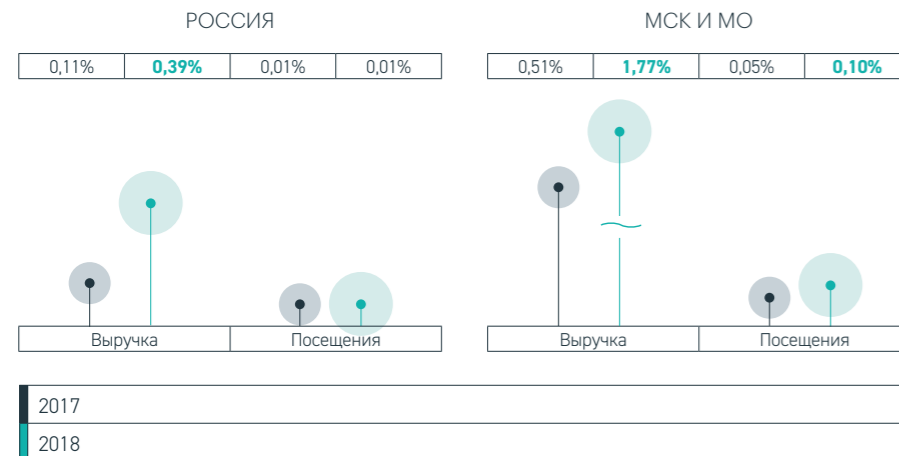 РОССИЯ
0,11% 0,39% 0,01% 0,01%
Выручка Посещения
МСК И МО
0,51% 1,77% 0,05% 0,10%
Выручка Посещения
2017
2018